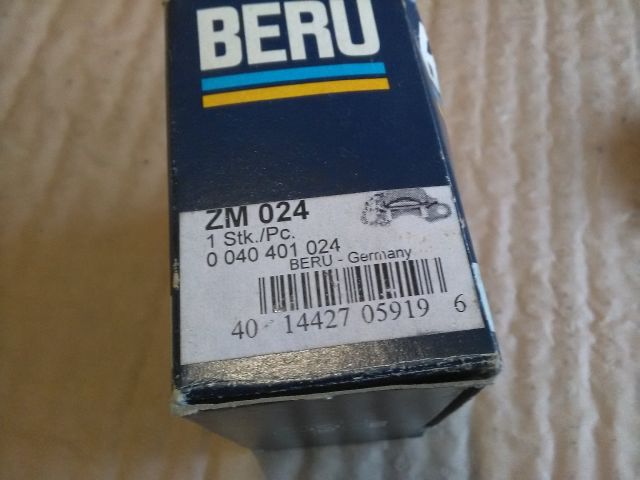 BERU
ZM 024
1 Stk./Pc.
0 040 401 024
BERU - Germany
40 14427 05919 6